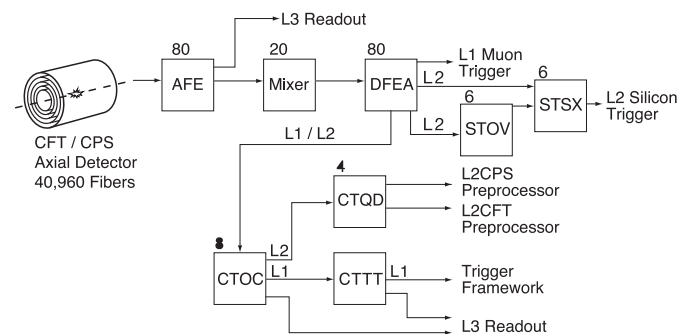 L3 Readout
80
20
80
AFE
Mixer
DFEA
L1 Muon
Trigger
L2
6
STSX
L2 Silicon
Trigger
6
STOV
L2
CFT / CPS
Axial Detector
40,960 Fibers
L1 / L2
4
CTQD
L2CPS
Preprocessor
L2CFT
Preprocessor
8
CTOC
L2
L1
CTTT
L1
Trigger
Framework
L3 Readout